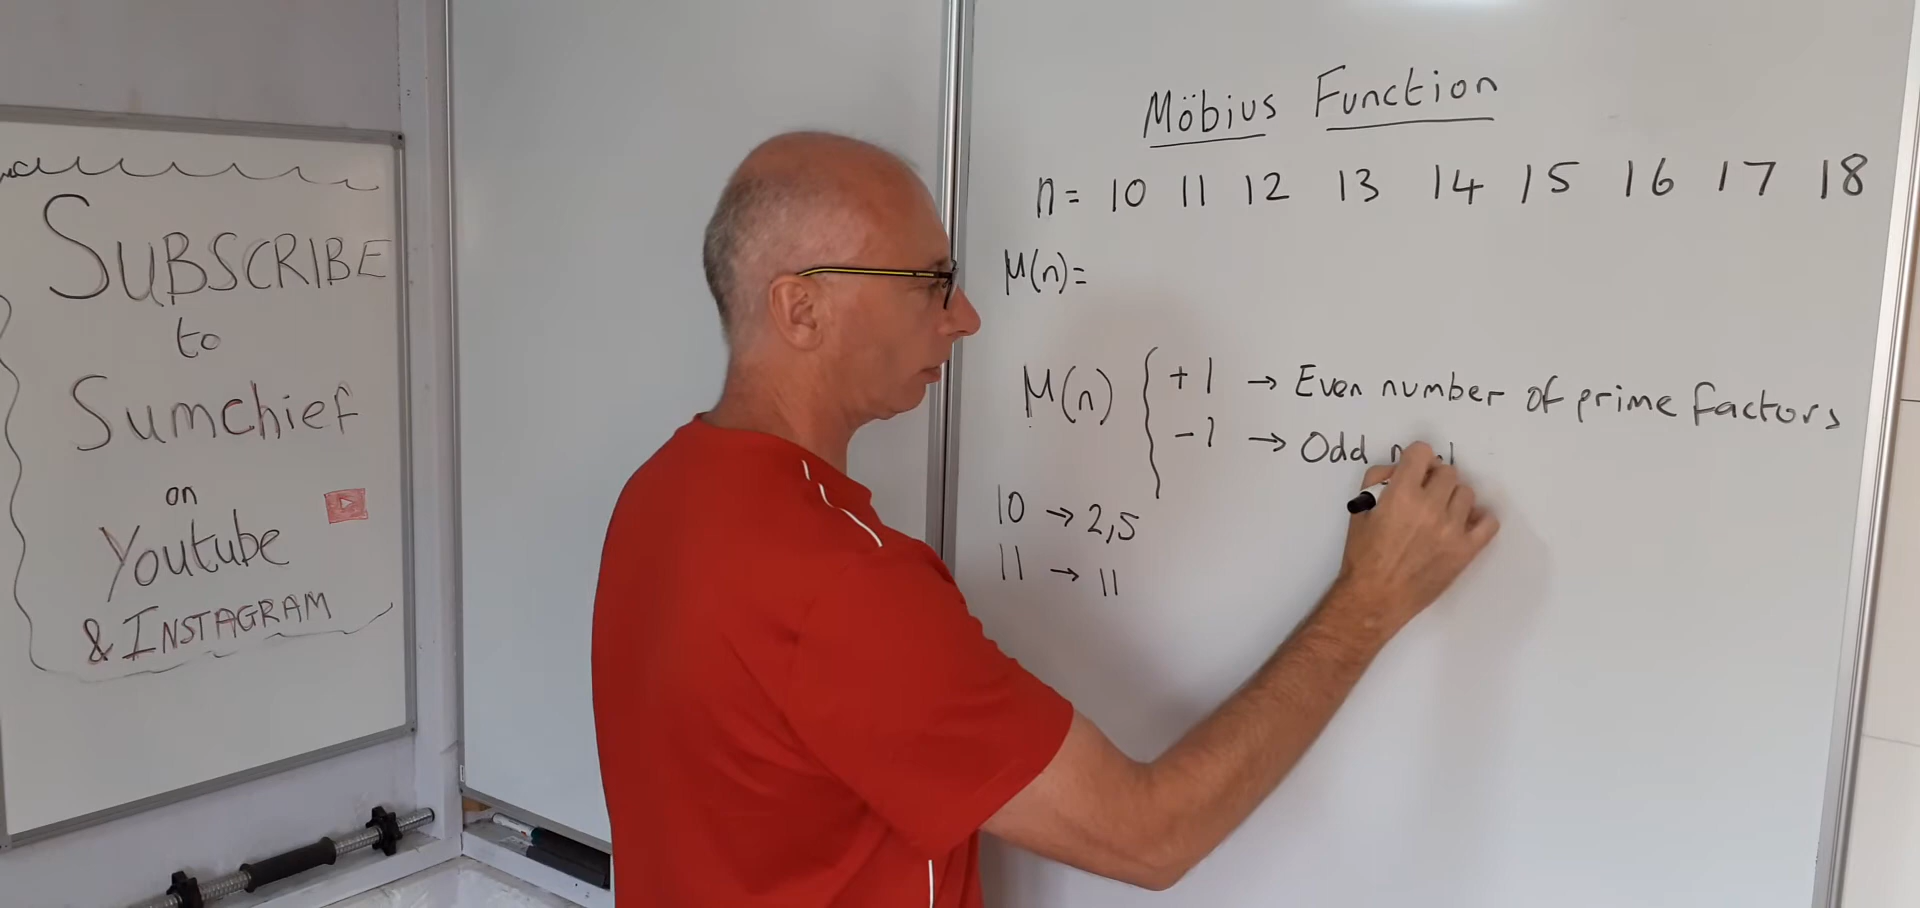 SUBSCRIBE
to
Sumchief
on
Youtube
& INSTAGRAM
Möbius Function
n = 10 11 12 13 14 15 16 17 18
μ(n) =
μ(n) { +1 → Even number of prime factors
-1 → Odd
10 → 2,5
11 → 11